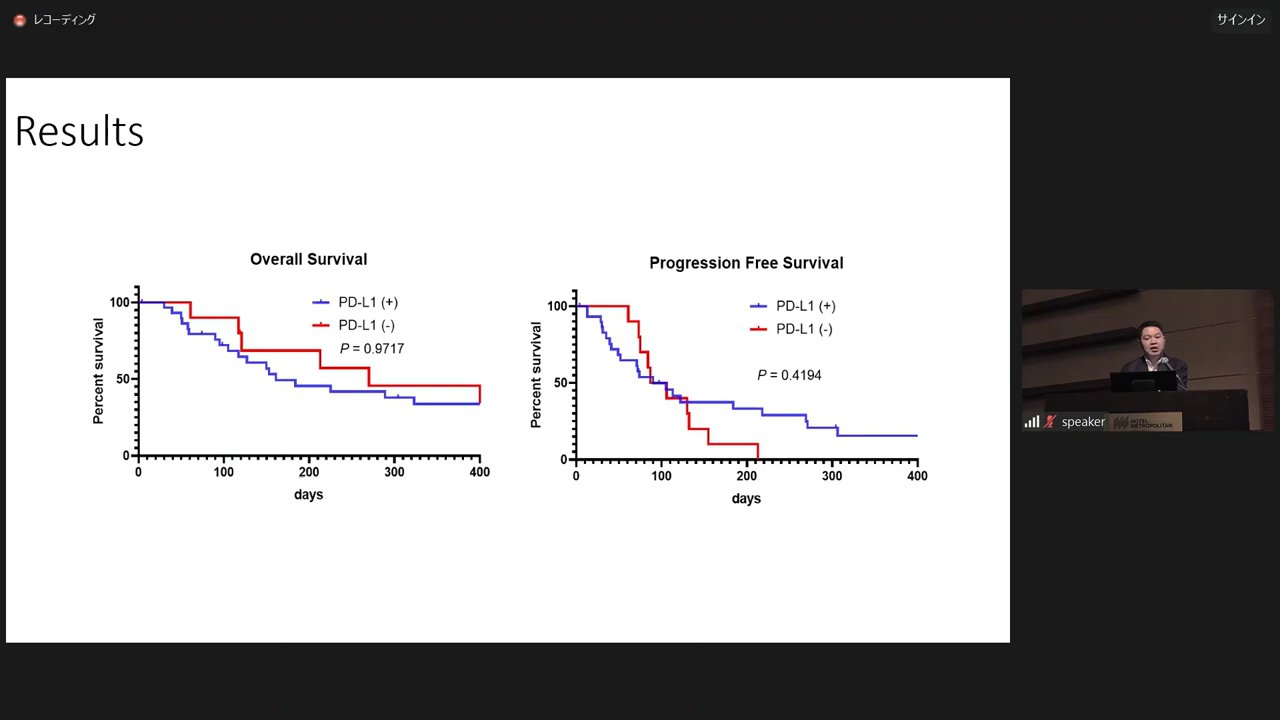 レコーディング
サインイン
Results
Overall Survival
Percent survival
100
50
0
PD-L1 (+)
PD-L1 (-)
P = 0.9717
0 100 200 300 400
days
Progression Free Survival
Percent survival
100
50
0
PD-L1 (+)
PD-L1 (-)
P = 0.4194
0 100 200 300 400
days
speaker
HOTEL
METROPOLITAN